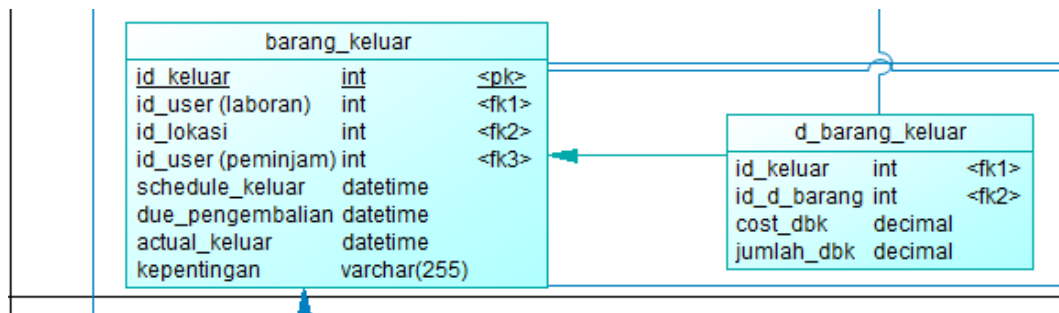 barang_keluar
id_keluar int <pk>
id_user (laboran) int <fk1>
id_lokasi int <fk2>
id_user (peminjam) int <fk3>
schedule_keluar datetime
due_pengembalian datetime
actual_keluar datetime
kepentingan varchar(255)
d_barang_keluar
id_keluar int <fk1>
id_d_barang int <fk2>
cost_dbk decimal
jumlah_dbk decimal